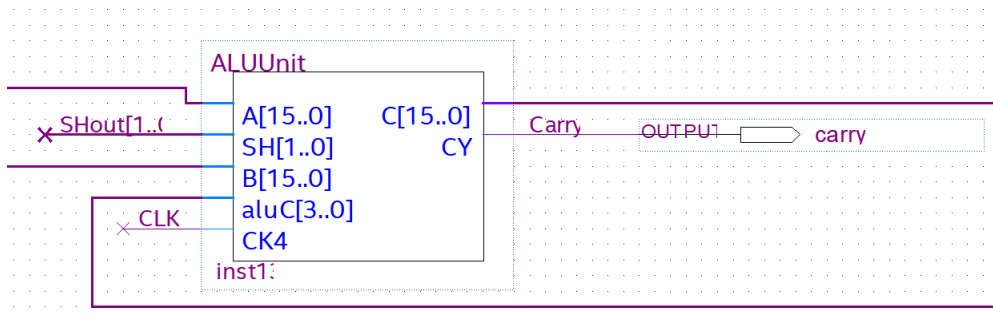 ALUUnit
A[15..0]
C[15..0]
SHout[1..
SH[1..0]
CY
Carry
OUTPUT
carry
B[15..0]
aluC[3..0]
CLK
CK4
inst1